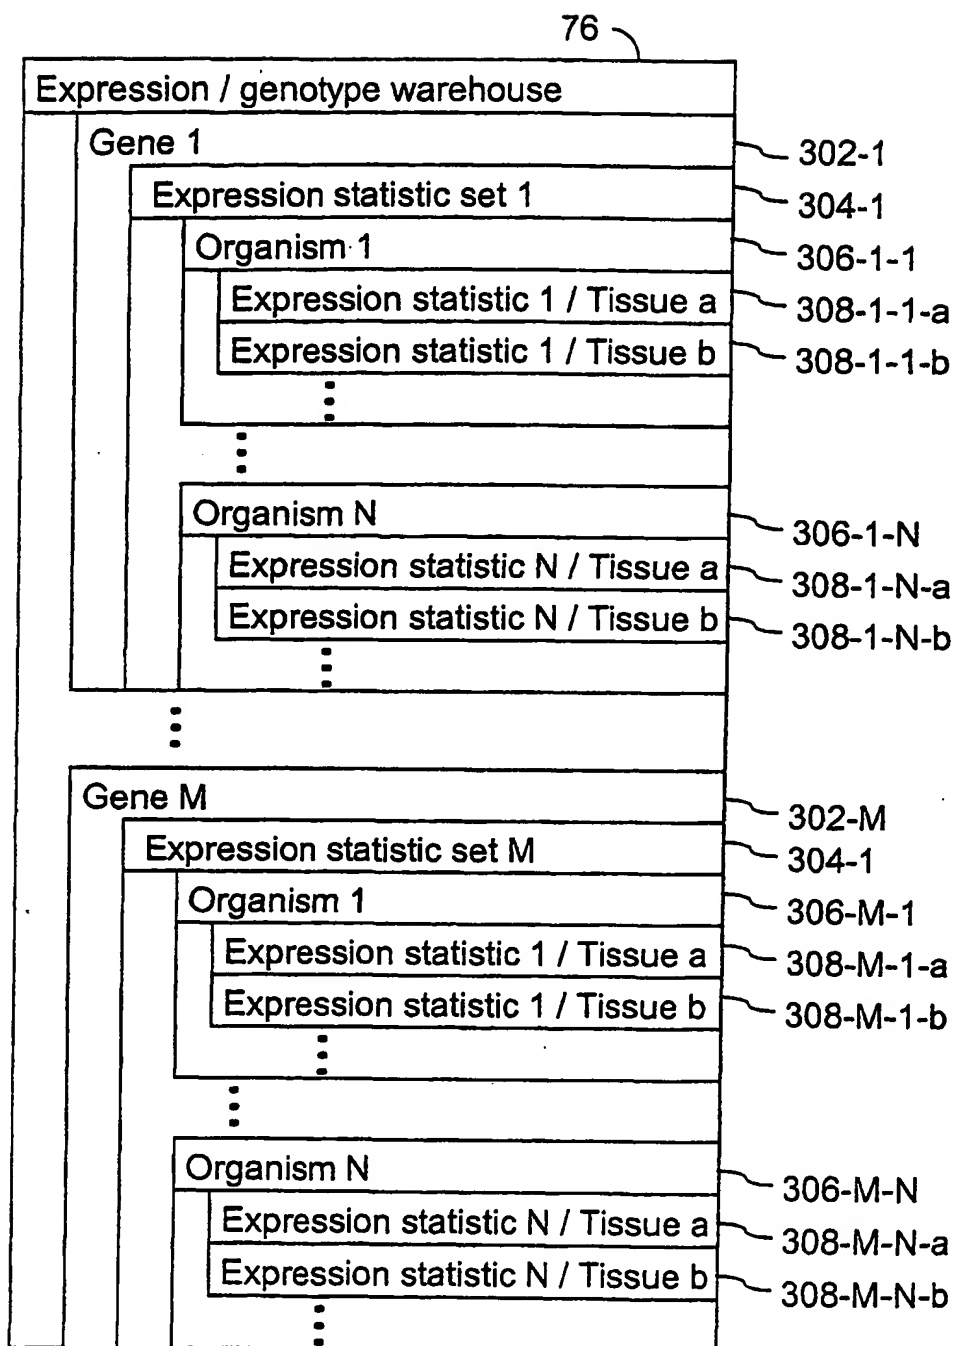 76
Expression / genotype warehouse
Gene 1
302-1
Expression statistic set 1
304-1
Organism 1
306-1-1
Expression statistic 1 / Tissue a
308-1-1-a
Expression statistic 1 / Tissue b
308-1-1-b
Organism N
306-1-N
Expression statistic N / Tissue a
308-1-N-a
Expression statistic N / Tissue b
308-1-N-b
Gene M
302-M
Expression statistic set M
304-1
Organism 1
306-M-1
Expression statistic 1 / Tissue a
308-M-1-a
Expression statistic 1 / Tissue b
308-M-1-b
Organism N
306-M-N
Expression statistic N / Tissue a
308-M-N-a
Expression statistic N / Tissue b
308-M-N-b